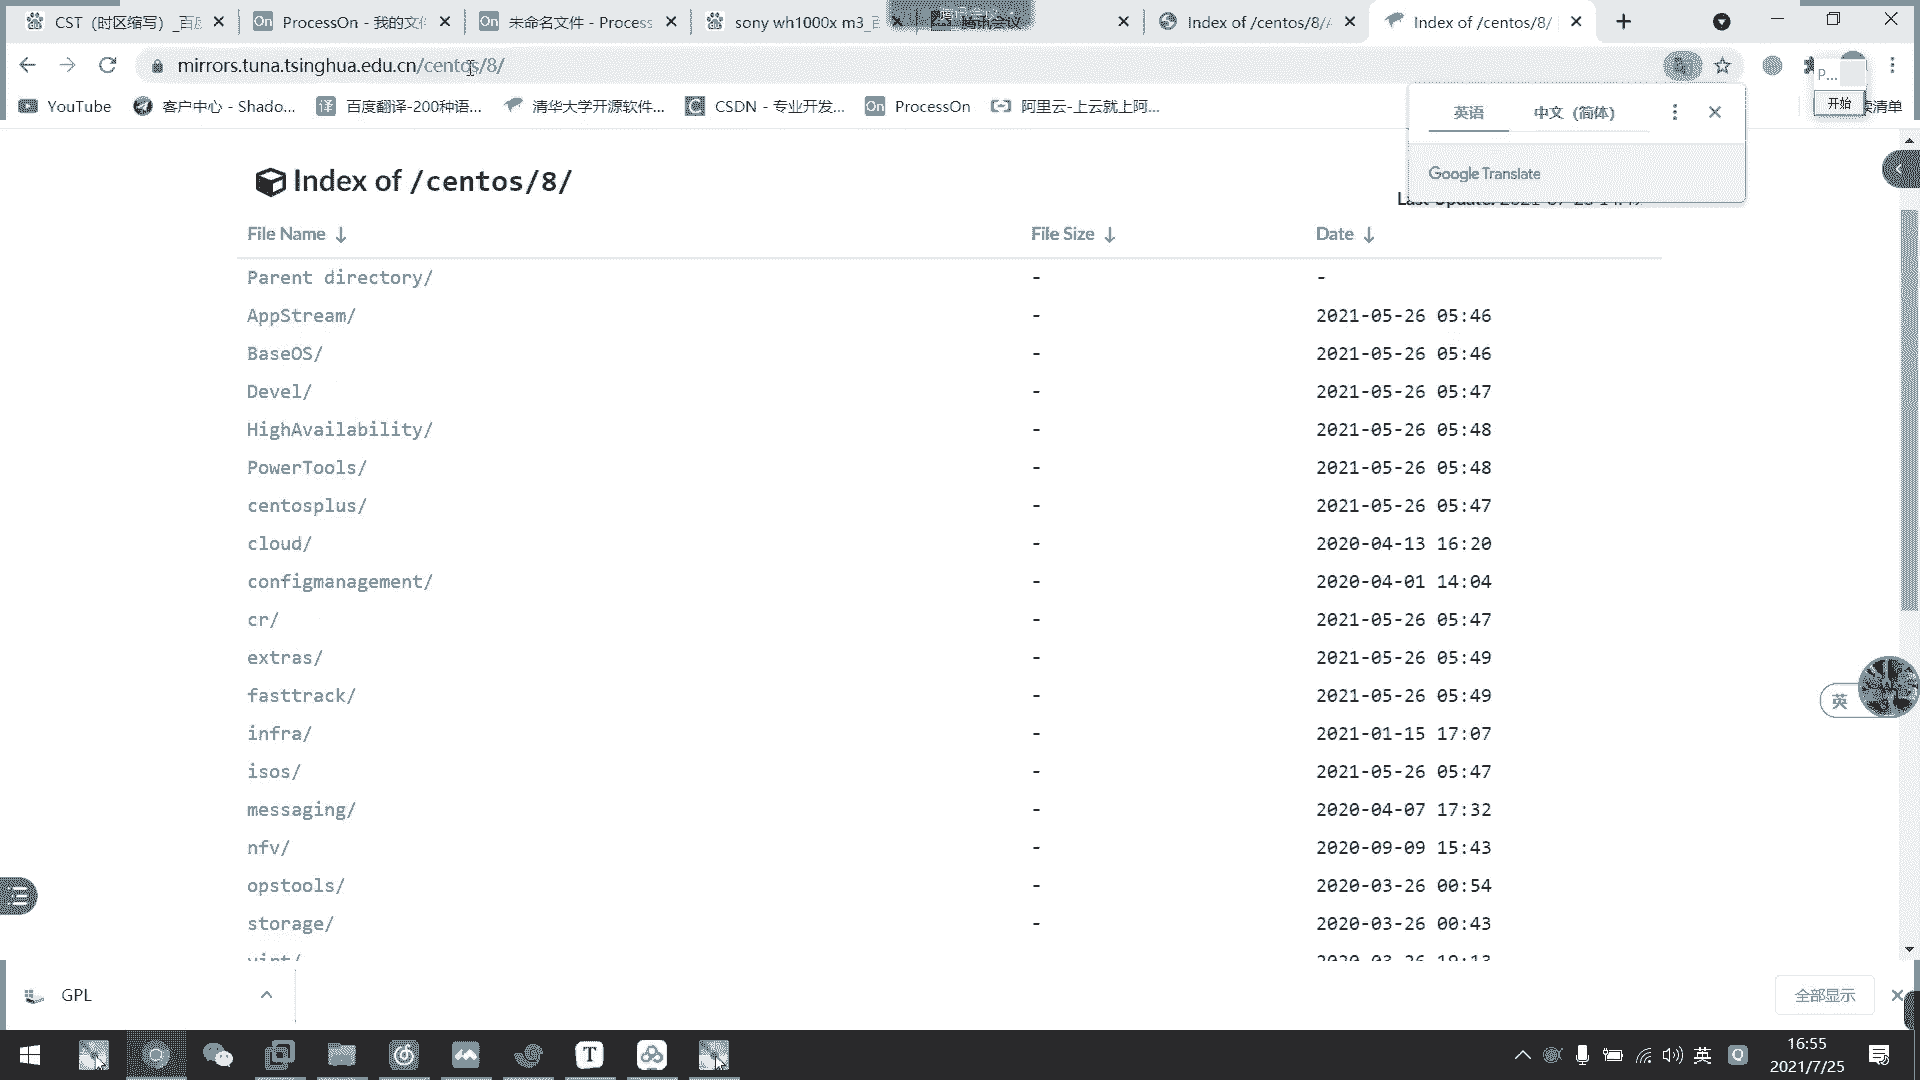 CST（时区缩写）_百
ProcessOn - 我的文
未命名文件 - Process
sony wh1000x m3_
腾讯会议
Index of /centos/8/
Index of /centos/8/
mirrors.tuna.tsinghua.edu.cn/centos/8/
P...
开始
YouTube
客户中心 - Shado...
译
百度翻译-200种语...
清华大学开源软件...
CSDN - 专业开发...
On
ProcessOn
阿里云-上云就上阿...
清单
英语
中文（简体）
Google Translate
Index of /centos/8/
File Name ↓ File Size ↓ Date ↓
Parent directory/ - -
AppStream/ - 2021-05-26 05:46
BaseOS/ - 2021-05-26 05:46
Devel/ - 2021-05-26 05:47
HighAvailability/ - 2021-05-26 05:48
PowerTools/ - 2021-05-26 05:48
centosplus/ - 2021-05-26 05:47
cloud/ - 2020-04-13 16:20
configmanagement/ - 2020-04-01 14:04
cr/ - 2021-05-26 05:47
extras/ - 2021-05-26 05:49
fasttrack/ - 2021-05-26 05:49
infra/ - 2021-01-15 17:07
isos/ - 2021-05-26 05:47
messaging/ - 2020-04-07 17:32
nfv/ - 2020-09-09 15:43
opstools/ - 2020-03-26 00:54
storage/ - 2020-03-26 00:43
英
GPL
全部显示
英
16:55
2021/7/25